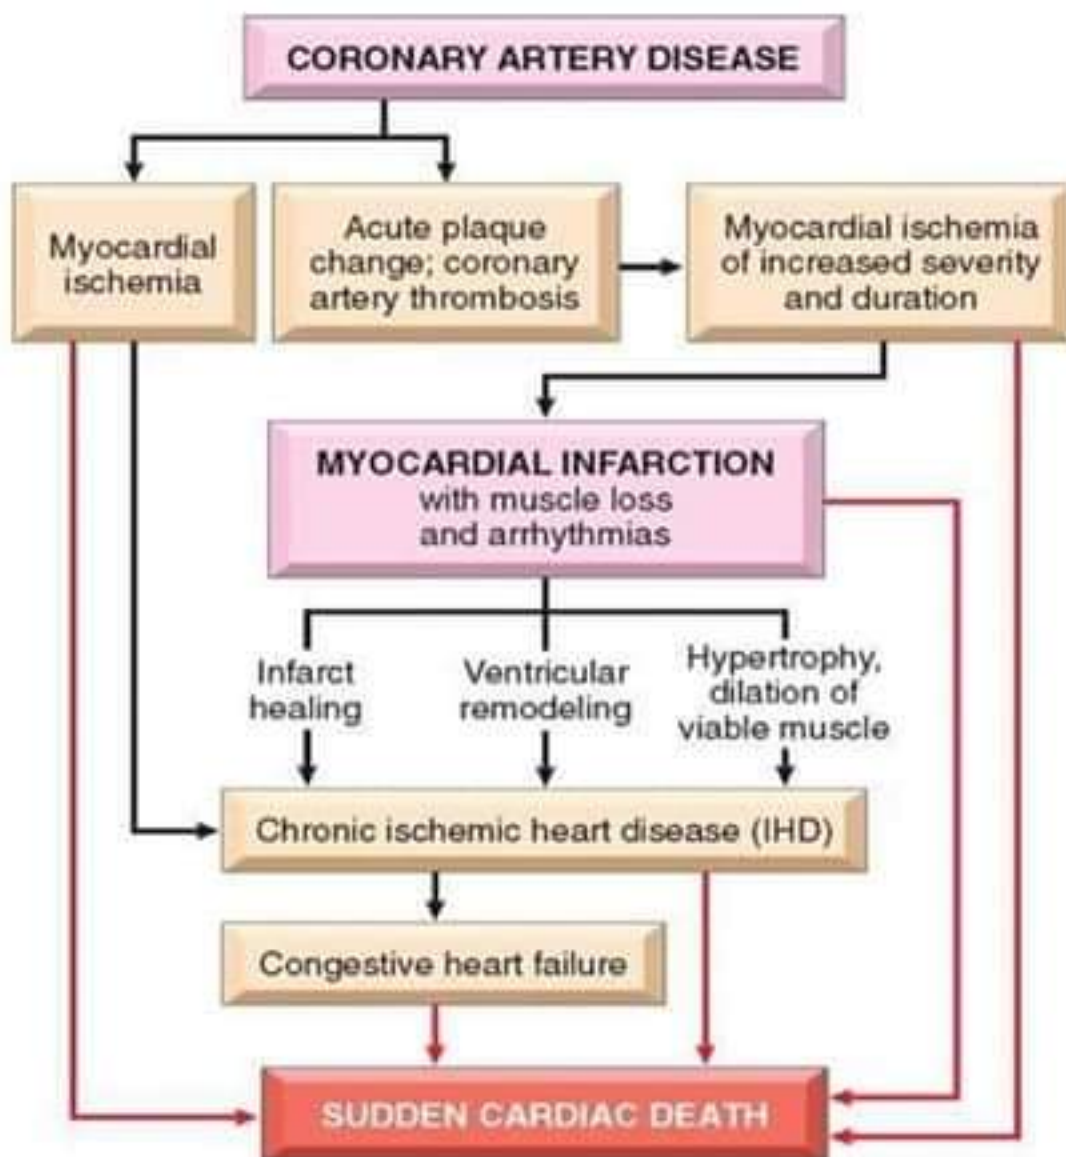 CORONARY ARTERY DISEASE
Myocardial
ischemia
Acute plaque
change; coronary
artery thrombosis
Myocardial ischemia
of increased severity
and duration
MYOCARDIAL INFARCTION
with muscle loss
and arrhythmias
Infarct
healing
Ventricular
remodeling
Hypertrophy,
dilation of
viable muscle
Chronic ischemic heart disease (IHD)
Congestive heart failure
SUDDEN CARDIAC DEATH